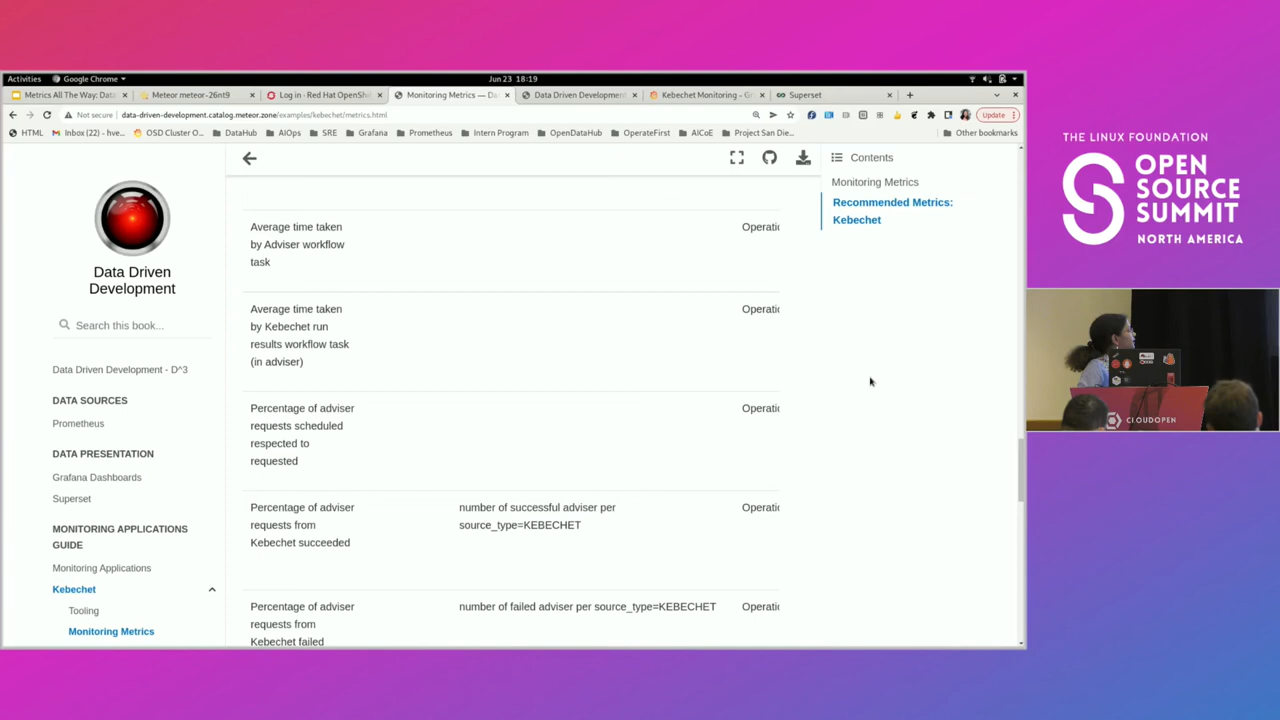 Activities
Google Chrome
Jun 23 18:19
Metrics All The Way: Dat
Meteor meteor-26nt9
Log in · Red Hat OpenShi
Monitoring Metrics — Da
Data Driven Development
Kebechet Monitoring - Gr
Superset
Not secure
data-driven-development.catalog.meteor.zone/examples/kebechet/metrics.html
Update
HTML
Inbox (22) - hve...
OSD Cluster O...
DataHub
AIOps
SRE
Grafana
Prometheus
Intern Program
OpenDataHub
OperateFirst
AICoE
Project San Die...
Other bookmarks
Data Driven
Development
Search this book...
Data Driven Development - D^3
DATA SOURCES
Prometheus
DATA PRESENTATION
Grafana Dashboards
Superset
MONITORING APPLICATIONS
GUIDE
Monitoring Applications
Kebechet
Tooling
Monitoring Metrics
Average time taken
by Adviser workflow
task
Operatio
Average time taken
by Kebechet run
results workflow task
(in adviser)
Operatio
Percentage of adviser
requests scheduled
respected to
requested
Operatio
Percentage of adviser
requests from
Kebechet succeeded
number of successful adviser per
source_type=KEBECHET
Operatio
Percentage of adviser
requests from
Kebechet failed
number of failed adviser per source_type=KEBECHET
Operatio
Contents
Monitoring Metrics
Recommended Metrics:
Kebechet
THE LINUX FOUNDATION
OPEN
SOURCE
SUMMIT
NORTH AMERICA
CLOUDOPEN